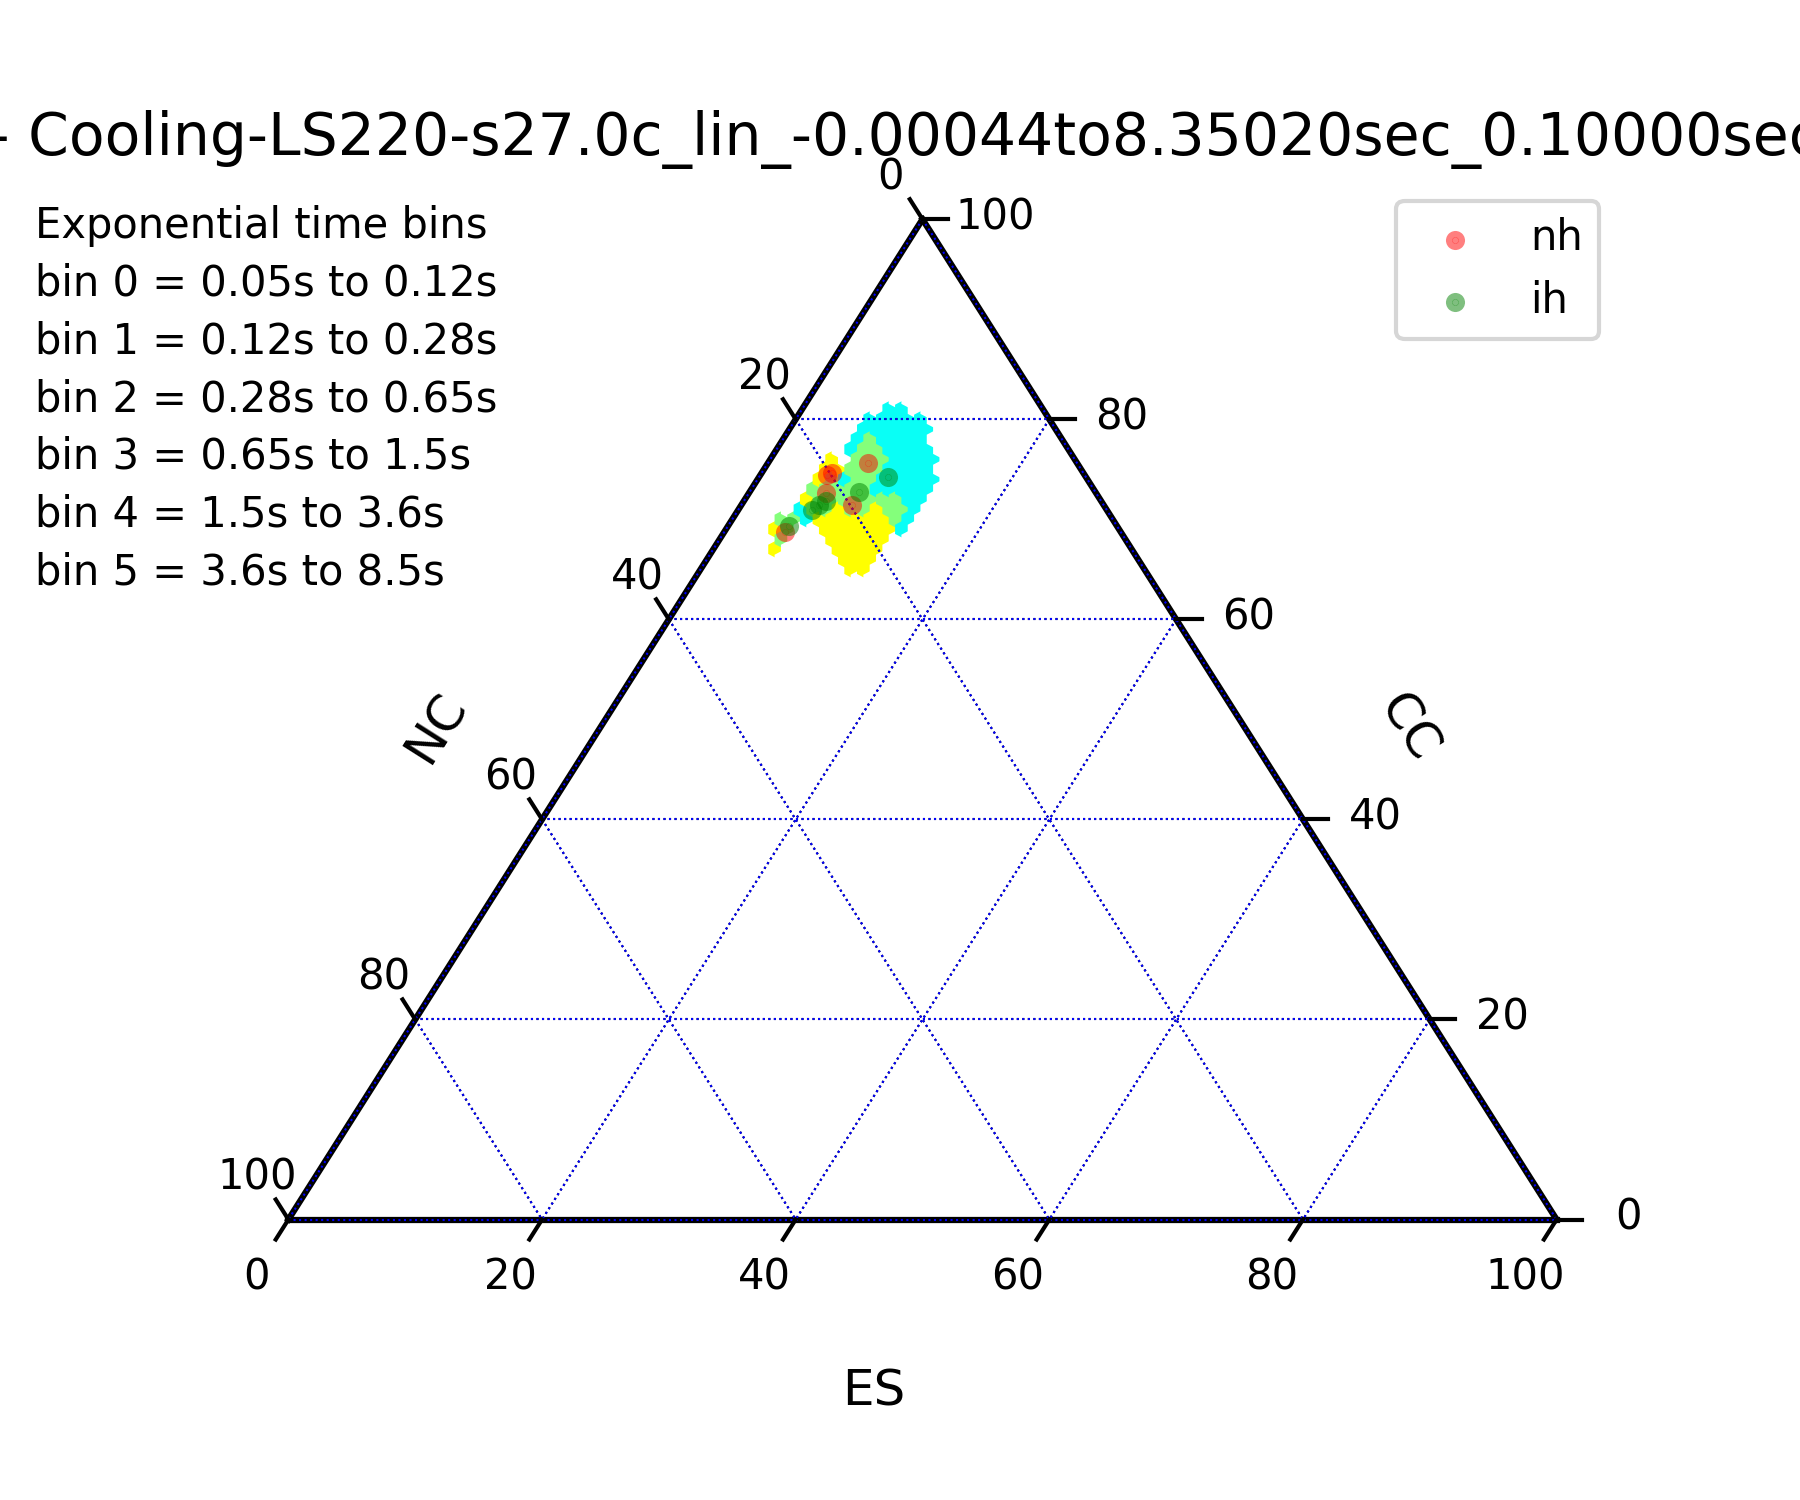 - Cooling-LS220-s27.0c_lin_-0.00044to8.35020sec_0.10000sec
0
Exponential time bins
100
nh
bin 0 = 0.05s to 0.12s
ih
bin 1 = 0.12s to 0.28s
20
bin 2 = 0.28s to 0.65s
80
bin 3 = 0.65s to 1.5s
bin 4 = 1.5s to 3.6s
40
bin 5 = 3.6s to 8.5s
60
NC
CC
60
40
80
20
100
0
0
20
40
60
80
100
ES